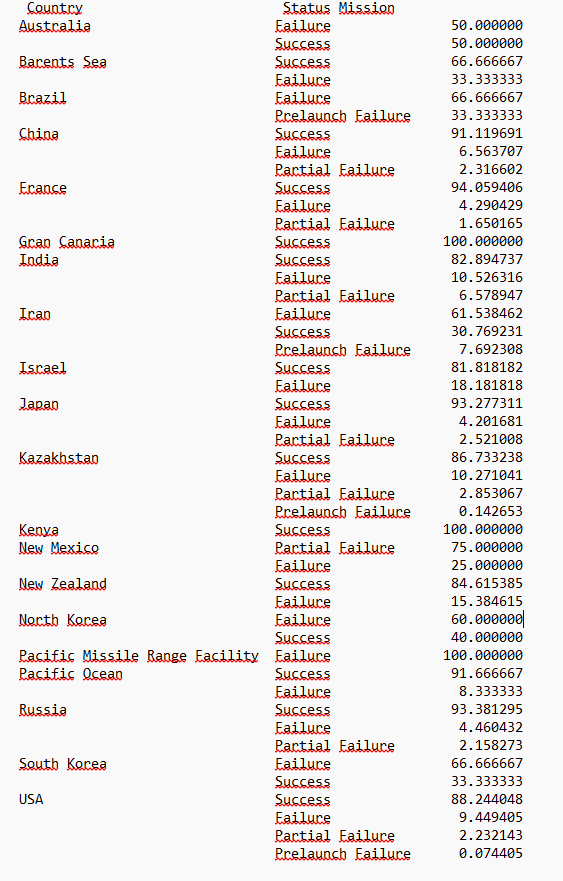 Country Status Mission
Australia Failure 50.000000
Success 50.000000
Barents Sea Success 66.666667
Failure 33.333333
Brazil Failure 66.666667
Prelaunch Failure 33.333333
China Success 91.119691
Failure 6.563707
Partial Failure 2.316602
France Success 94.059406
Failure 4.290429
Partial Failure 1.650165
Gran Canaria Success 100.000000
India Success 82.894737
Failure 10.526316
Partial Failure 6.578947
Iran Failure 61.538462
Success 30.769231
Prelaunch Failure 7.692308
Israel Success 81.818182
Failure 18.181818
Japan Success 93.277311
Failure 4.201681
Partial Failure 2.521008
Kazakhstan Success 86.733238
Failure 10.271041
Partial Failure 2.853067
Prelaunch Failure 0.142653
Kenya Success 100.000000
New Mexico Partial Failure 75.000000
Failure 25.000000
New Zealand Success 84.615385
Failure 15.384615
North Korea Failure 60.000000
Success 40.000000
Pacific Missile Range Facility Failure 100.000000
Pacific Ocean Success 91.666667
Failure 8.333333
Russia Success 93.381295
Failure 4.460432
Partial Failure 2.158273
South Korea Failure 66.666667
Success 33.333333
USA Success 88.244048
Failure 9.449405
Partial Failure 2.232143
Prelaunch Failure 0.074405